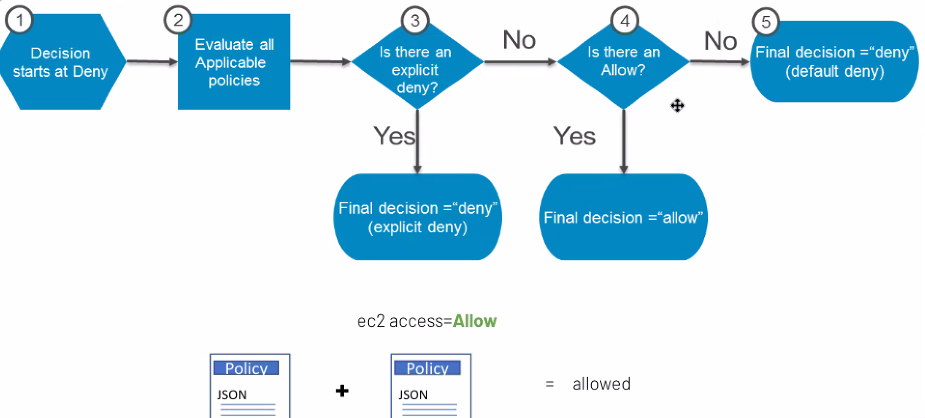 1
Decision
starts at Deny
2
Evaluate all
Applicable
policies
3
Is there an
explicit
deny?
No
4
Is there an
Allow?
No
5
Final decision ="deny"
(default deny)
Yes
Final decision ="deny"
(explicit deny)
Yes
Final decision ="allow"
ec2 access=Allow
Policy
JSON
+
Policy
JSON
= allowed